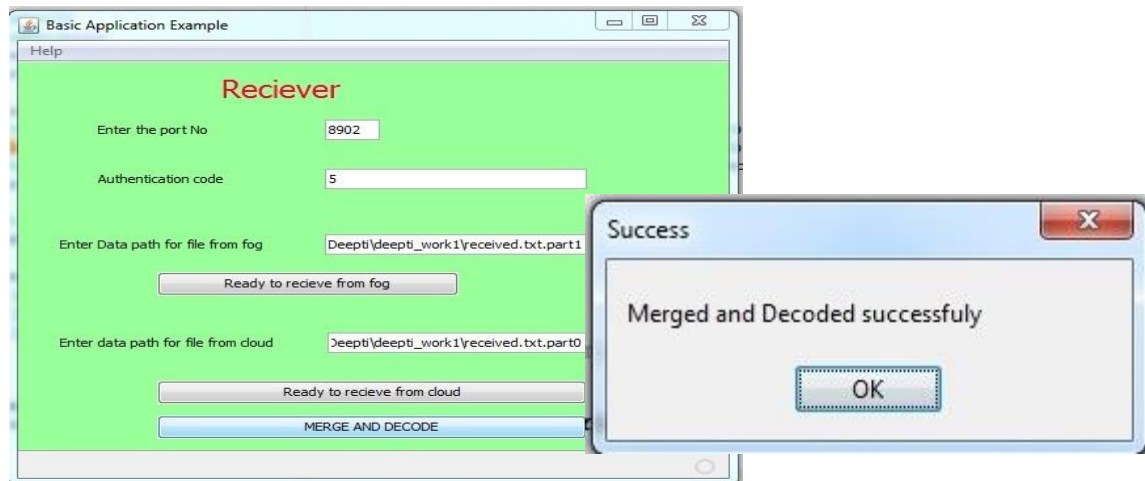 Basic Application Example
Help
Reciever
Enter the port No 8902
Authentication code 5
Enter Data path for file from fog Deepti\deepti_work1\received.txt.part1
Ready to recieve from fog
Enter data path for file from cloud Deepti\deepti_work1\received.txt.part0
Ready to recieve from cloud
MERGE AND DECODE
Success
Merged and Decoded successfuly
OK